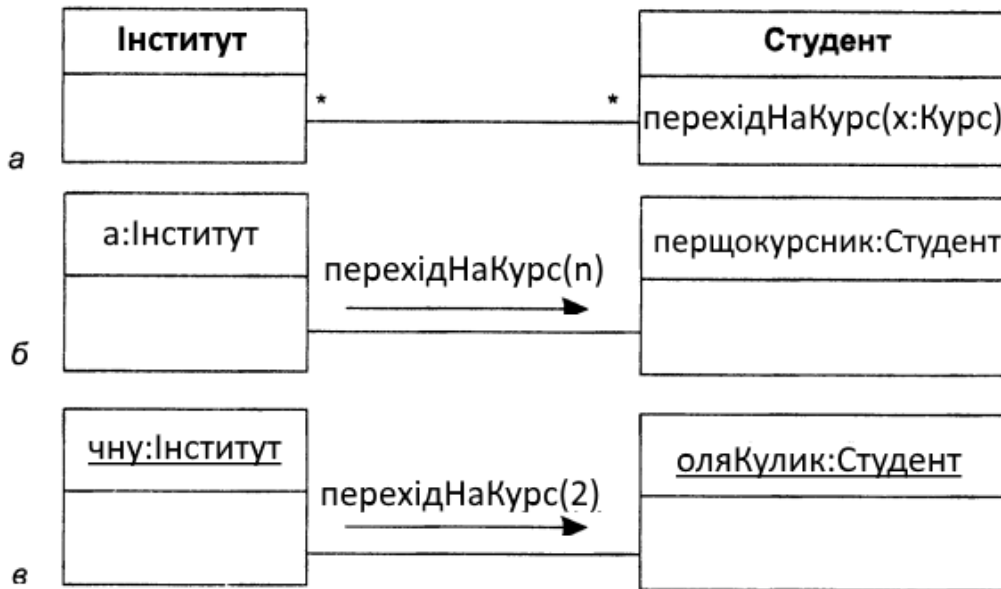 Інститут
Студент
*
*
перехідНаКурс(х:Курс)
а
а:Інститут
перщокурсник:Студент
перехідНаКурс(n)
б
чну:Інститут
оляКулик:Студент
перехідНаКурс(2)
в